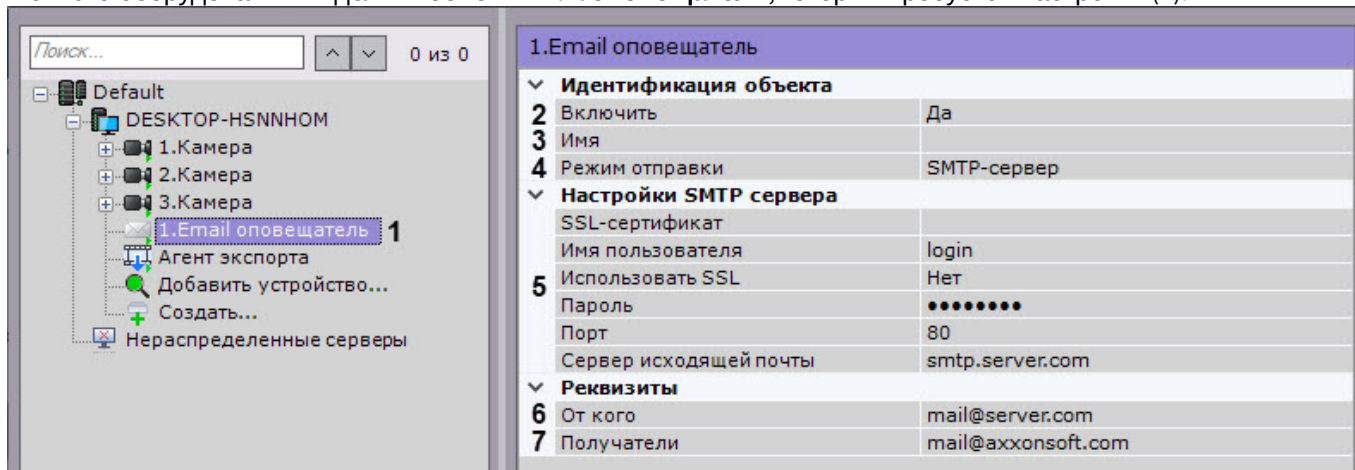 Поиск...
0 из 0
Default
DESKTOP-HSNNHOM
1.Камера
2.Камера
3.Камера
1.Email оповещатель 1
Агент экспорта
Добавить устройство...
Создать...
Нераспределенные серверы
1.Email оповещатель
Идентификация объекта
2 Включить Да
3 Имя
4 Режим отправки SMTP-сервер
Настройки SMTP сервера
SSL-сертификат
Имя пользователя login
5 Использовать SSL Нет
Пароль ●●●●●●●●
Порт 80
Сервер исходящей почты smtp.server.com
Реквизиты
6 От кого mail@server.com
7 Получатели mail@axxonsoft.com